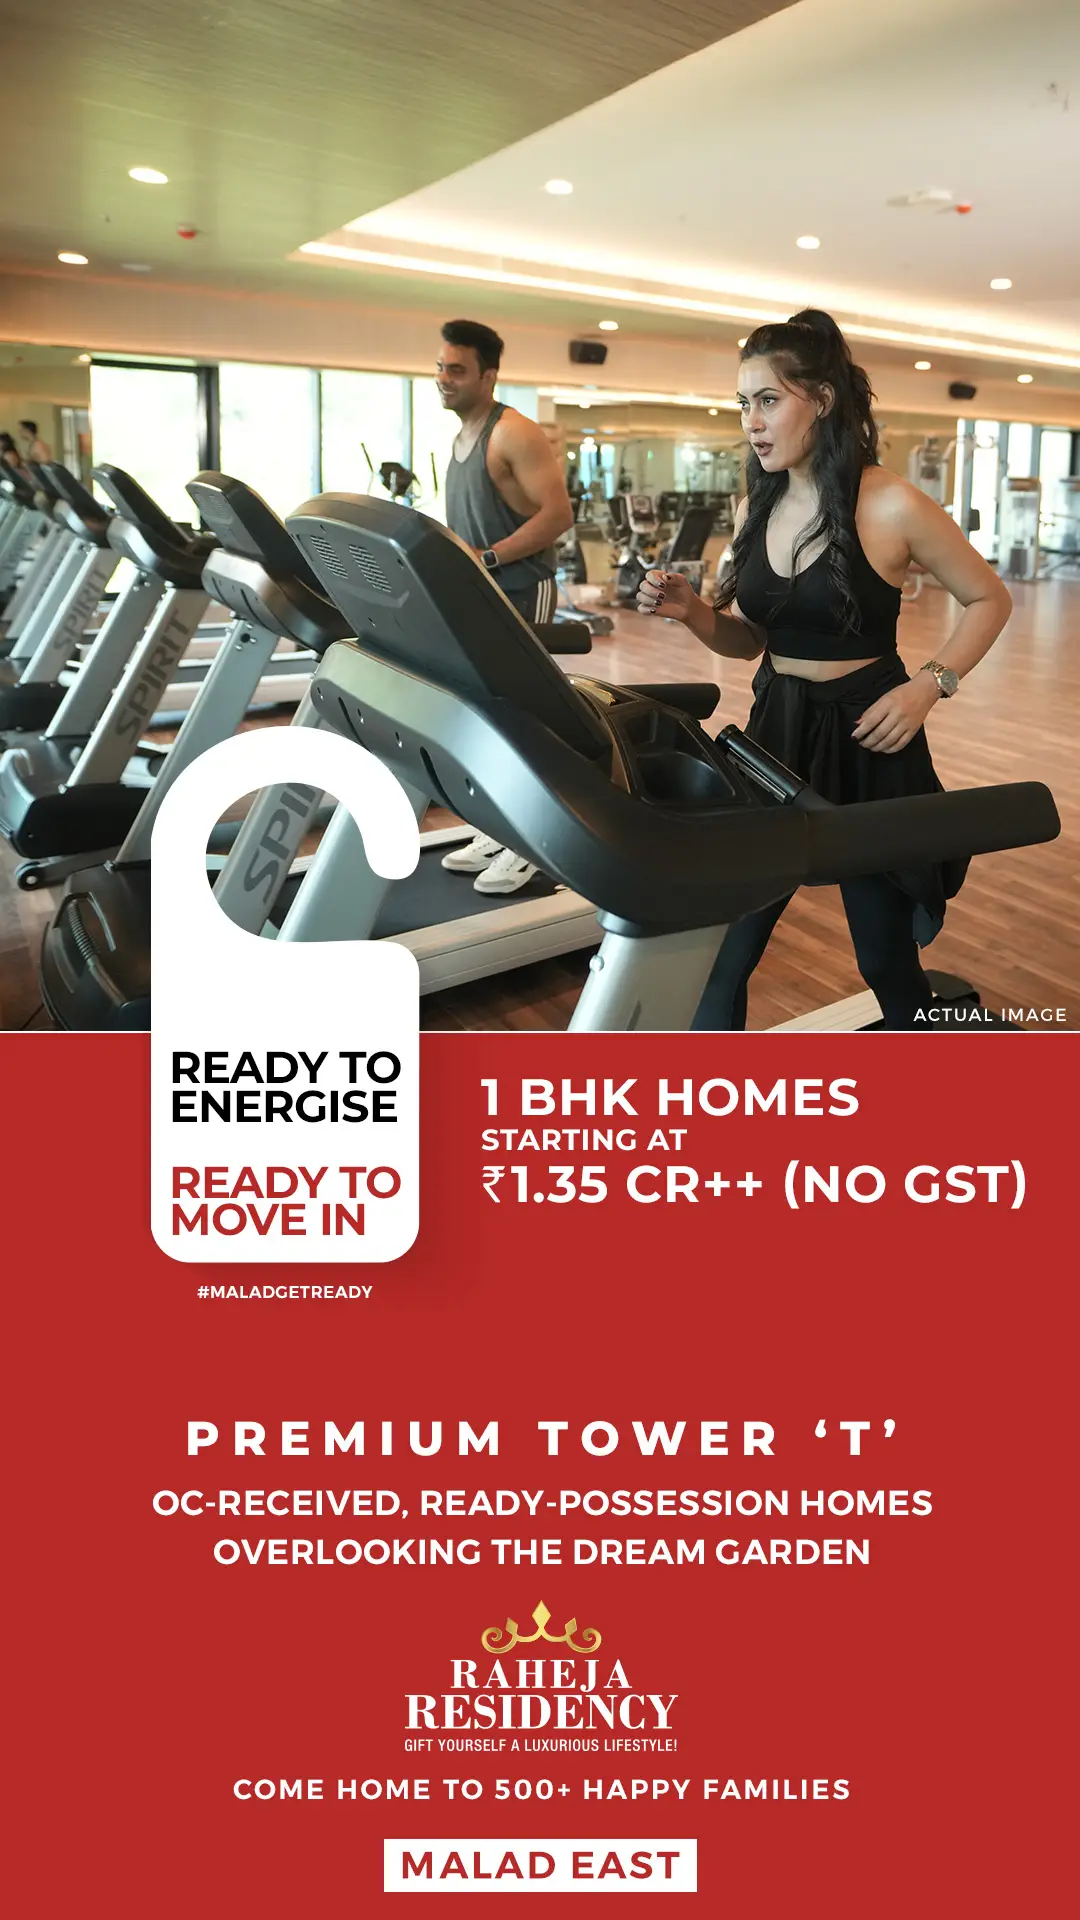 SPIRIT
SPIRIT
SPI
ACTUAL IMAGE
READY TO
ENERGISE
READY TO
MOVE IN
#MALADGETREADY
1 BHK HOMES
STARTING AT
₹1.35 CR++ (NO GST)
PREMIUM TOWER ‘T’
OC-RECEIVED, READY-POSSESSION HOMES
OVERLOOKING THE DREAM GARDEN
RAHEJA
RESIDENCY
GIFT YOURSELF A LUXURIOUS LIFESTYLE!
COME HOME TO 500+ HAPPY FAMILIES
MALAD EAST